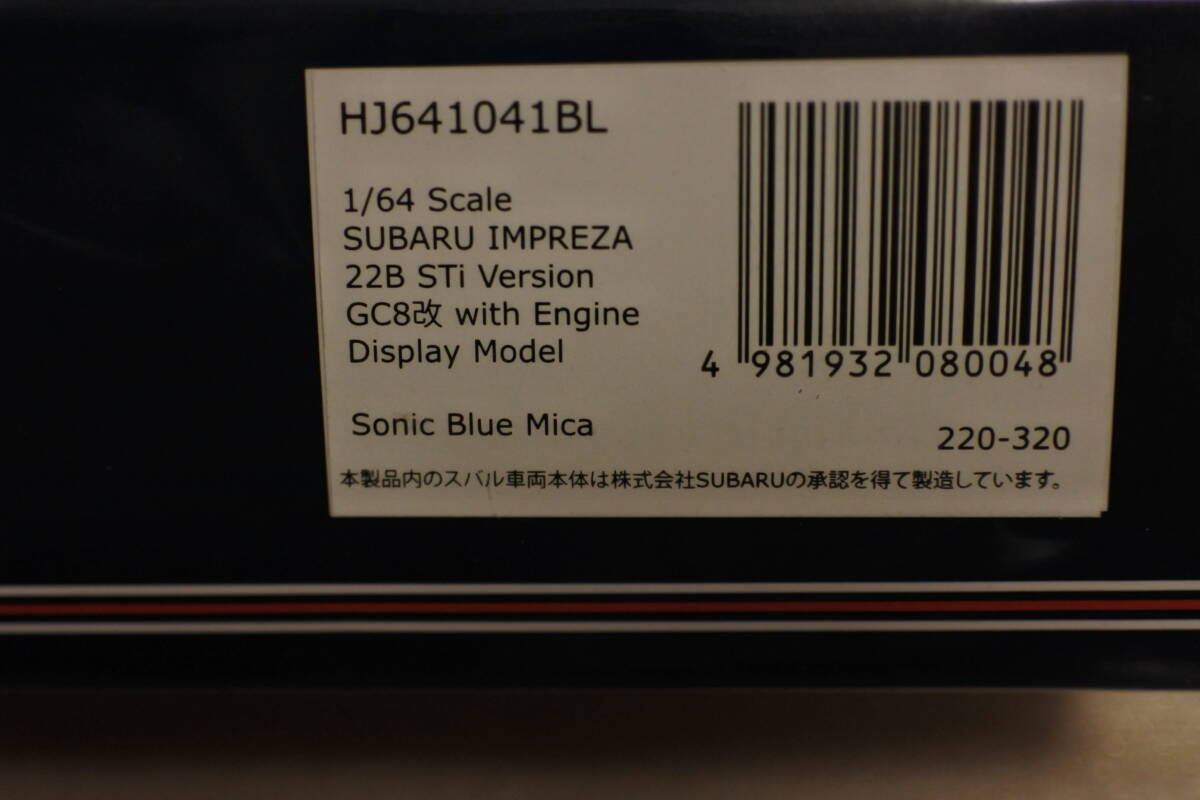 HJ641041BL
1/64 Scale
SUBARU IMPREZA
22B STi Version
GC8改 with Engine
Display Model
4 981932 080048
Sonic Blue Mica
220-320
本製品内のスバル車両本体は株式会社SUBARUの承認を得て製造しています。